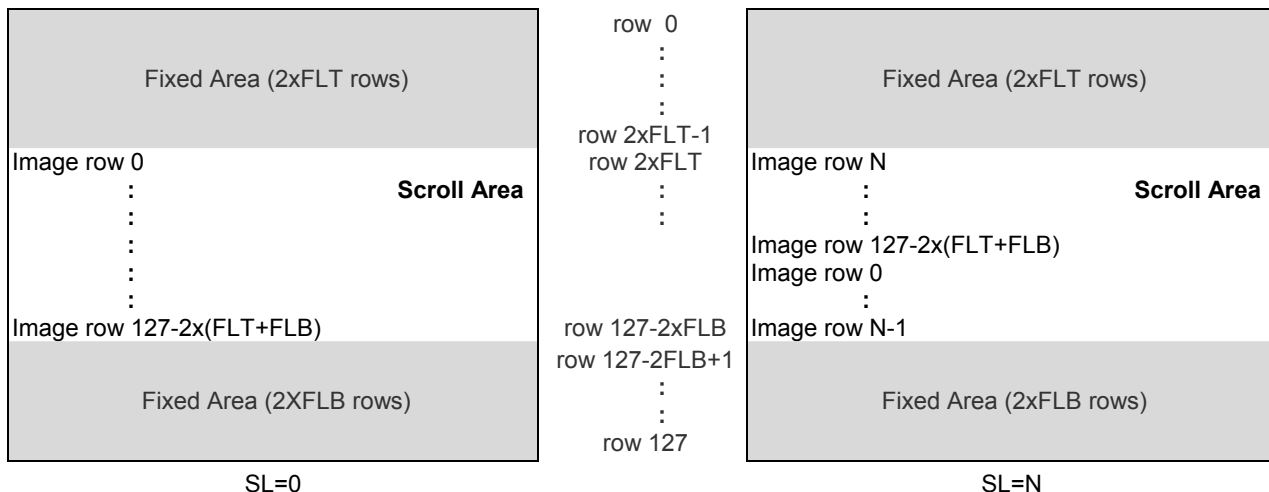 Fixed Area (2xFLT rows)
Image row 0
:
Scroll Area
:
:
:
:
Image row 127-2x(FLT+FLB)
Fixed Area (2XFLB rows)
SL=0
row 0
:
:
:
row 2xFLT-1
row 2xFLT
:
:
row 127-2xFLB
row 127-2FLB+1
:
:
row 127
Fixed Area (2xFLT rows)
Image row N
:
Scroll Area
:
Image row 127-2x(FLT+FLB)
Image row 0
:
Image row N-1
Fixed Area (2xFLB rows)
SL=N